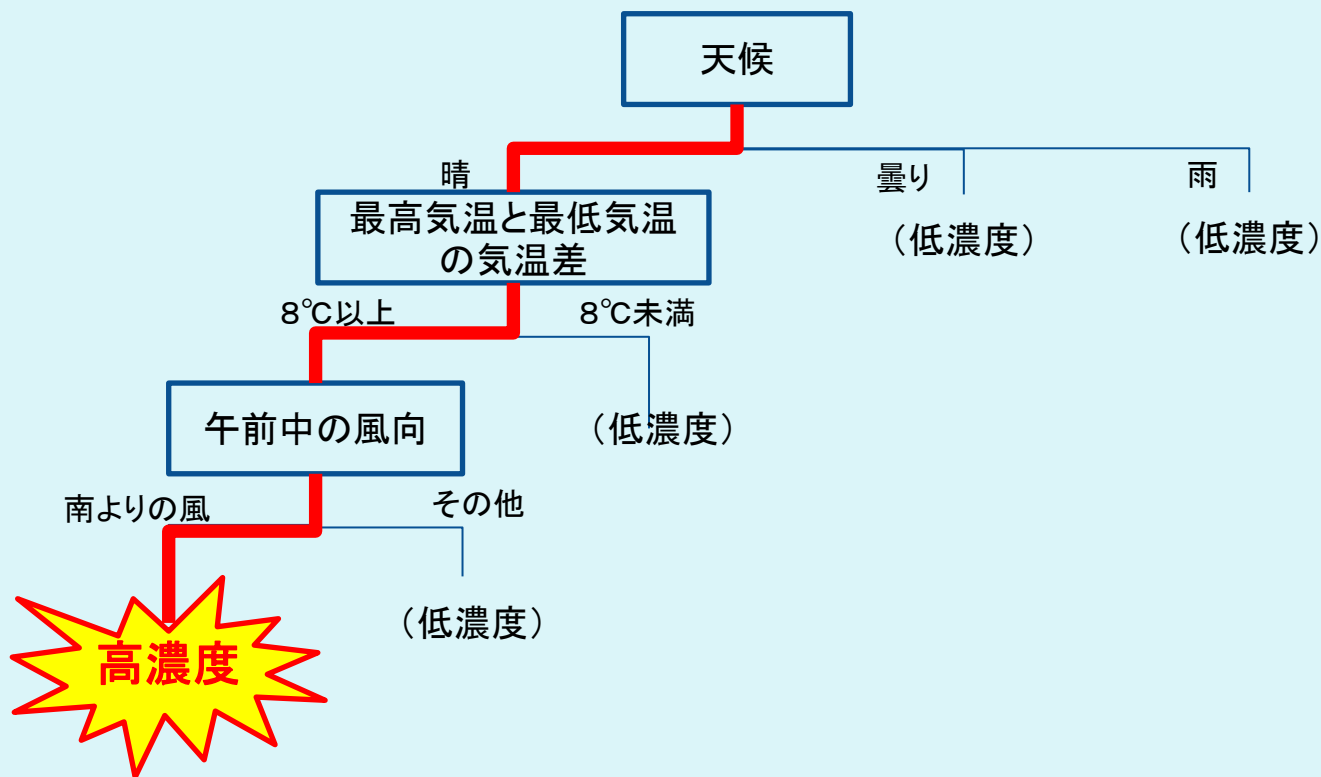 天候
晴
曇り
雨
最高気温と最低気温
の気温差
(低濃度)
(低濃度)
8℃以上
8℃未満
午前中の風向
(低濃度)
南よりの風
その他
(低濃度)
高濃度